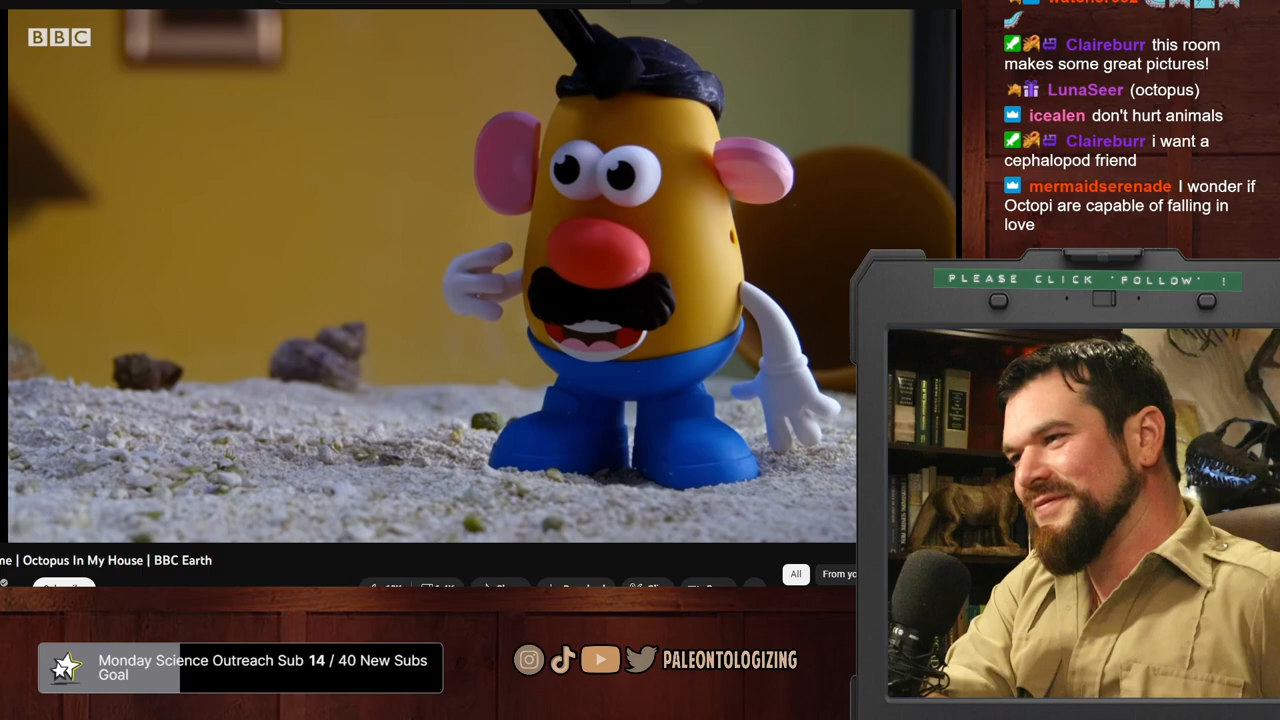 BBC
Claireburr this room
makes some great pictures!
LunaSeer (octopus)
icealen don't hurt animals
Claireburr i want a
cephalopod friend
mermaidserenade I wonder if
Octopi are capable of falling in
love
PLEASE CLICK 'FOLLOW' !
me | Octopus In My House | BBC Earth
All
From yo
Monday Science Outreach Sub 14 / 40 New Subs
Goal
PALEONTOLOGIZING